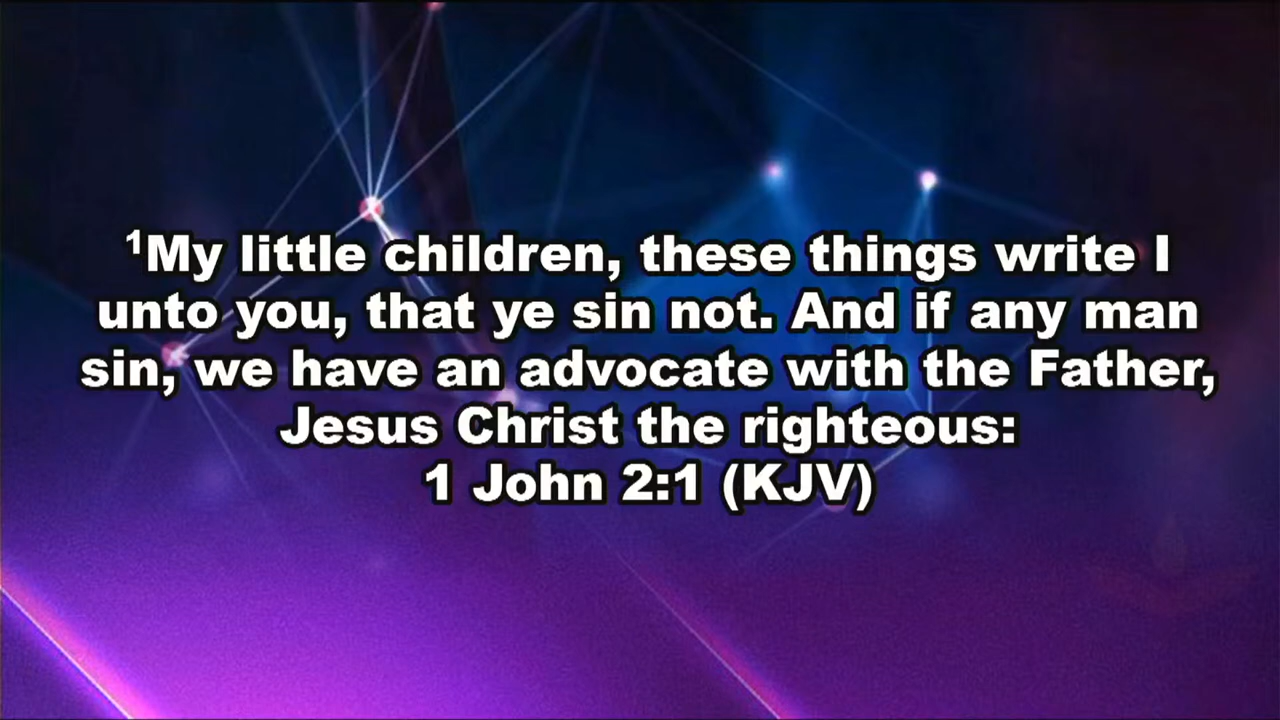 ¹My little children, these things write I
unto you, that ye sin not. And if any man
sin, we have an advocate with the Father,
Jesus Christ the righteous:
1 John 2:1 (KJV)